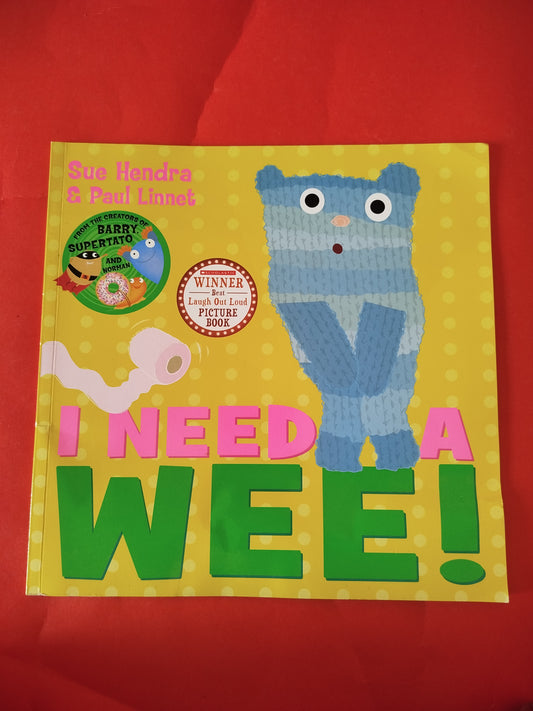 Sue Hendra
& Paul Linnet
FROM THE CREATORS OF
BARRY,
SUPERTATO
AND
NORMAN
SCHOLASTIC
WINNER
Best
Laugh Out Loud
PICTURE
BOOK
I NEED A
WEE!